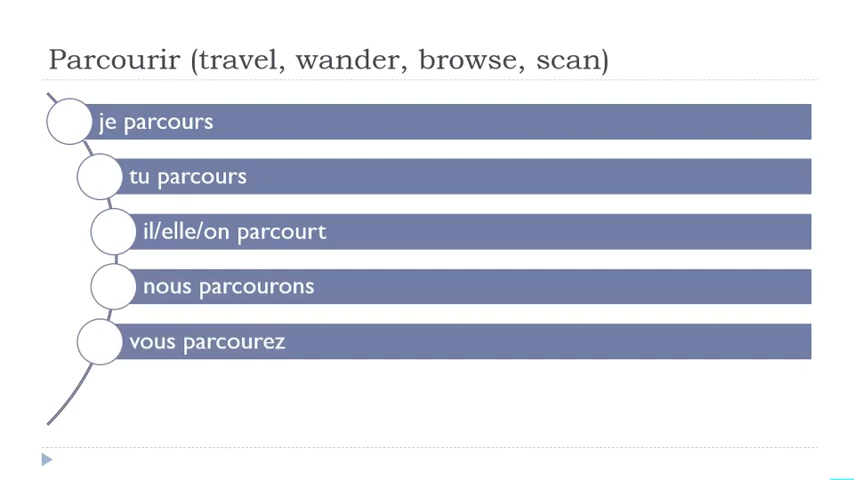 Parcourir (travel, wander, browse, scan)
je parcours
tu parcours
il/elle/on parcourt
nous parcourons
vous parcourez